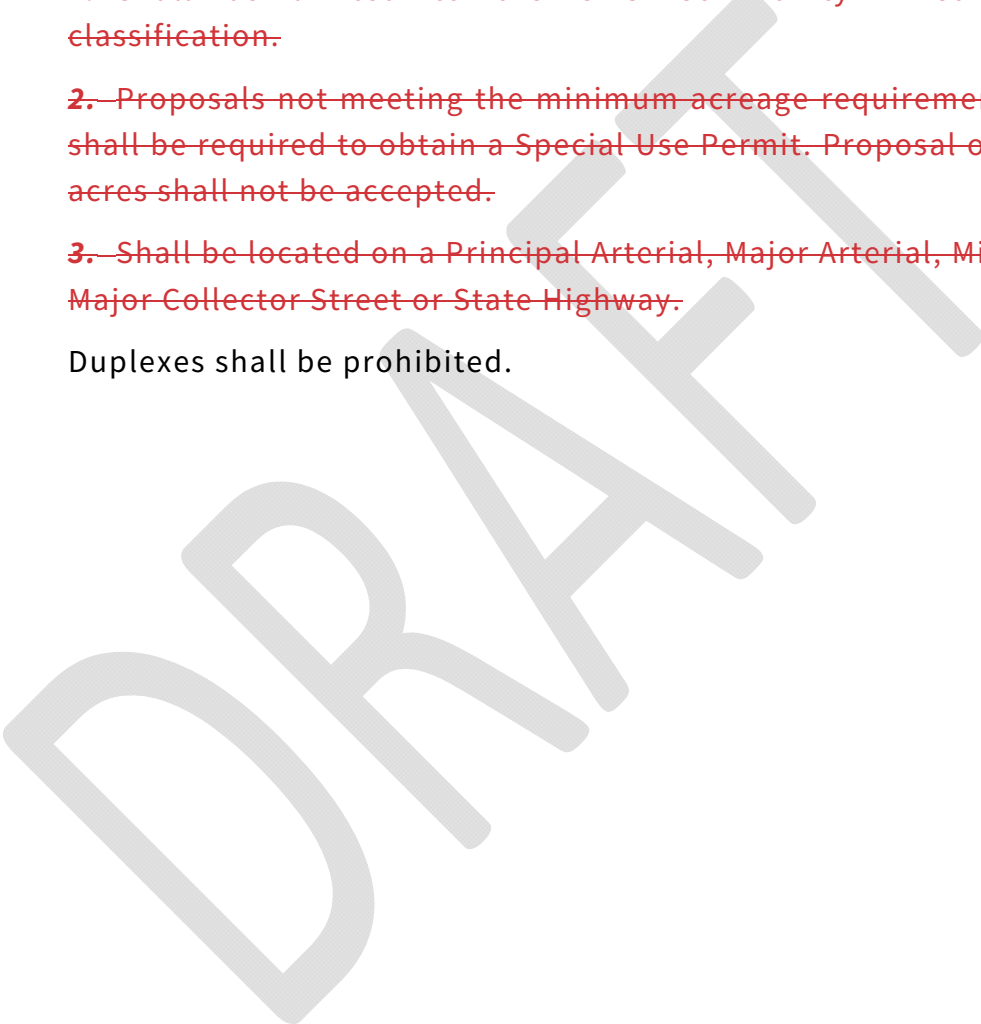 classification.
2. Proposals not meeting the minimum acreage
shall be required to obtain a Special Use Permit. Proposal
acres shall not be accepted.
3. Shall be located on a Principal Arterial, Major Arterial,
Major Collector Street or State Highway.
Duplexes shall be prohibited.
DRAFT